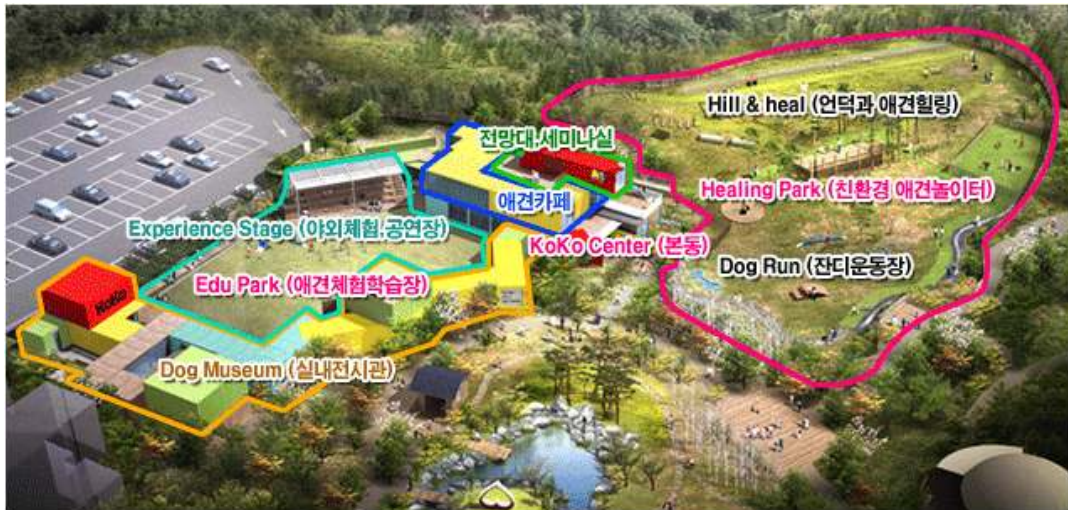 Hill & heal (언덕과 애견힐링)
전망대,세미나실
Healing Park (친환경 애견놀이터)
애견카페
Experience Stage (야외체험,공연장)
KoKo Center (본동)
Dog Run (잔디운동장)
Edu Park (애견체험학습장)
Dog Museum (실내전시관)